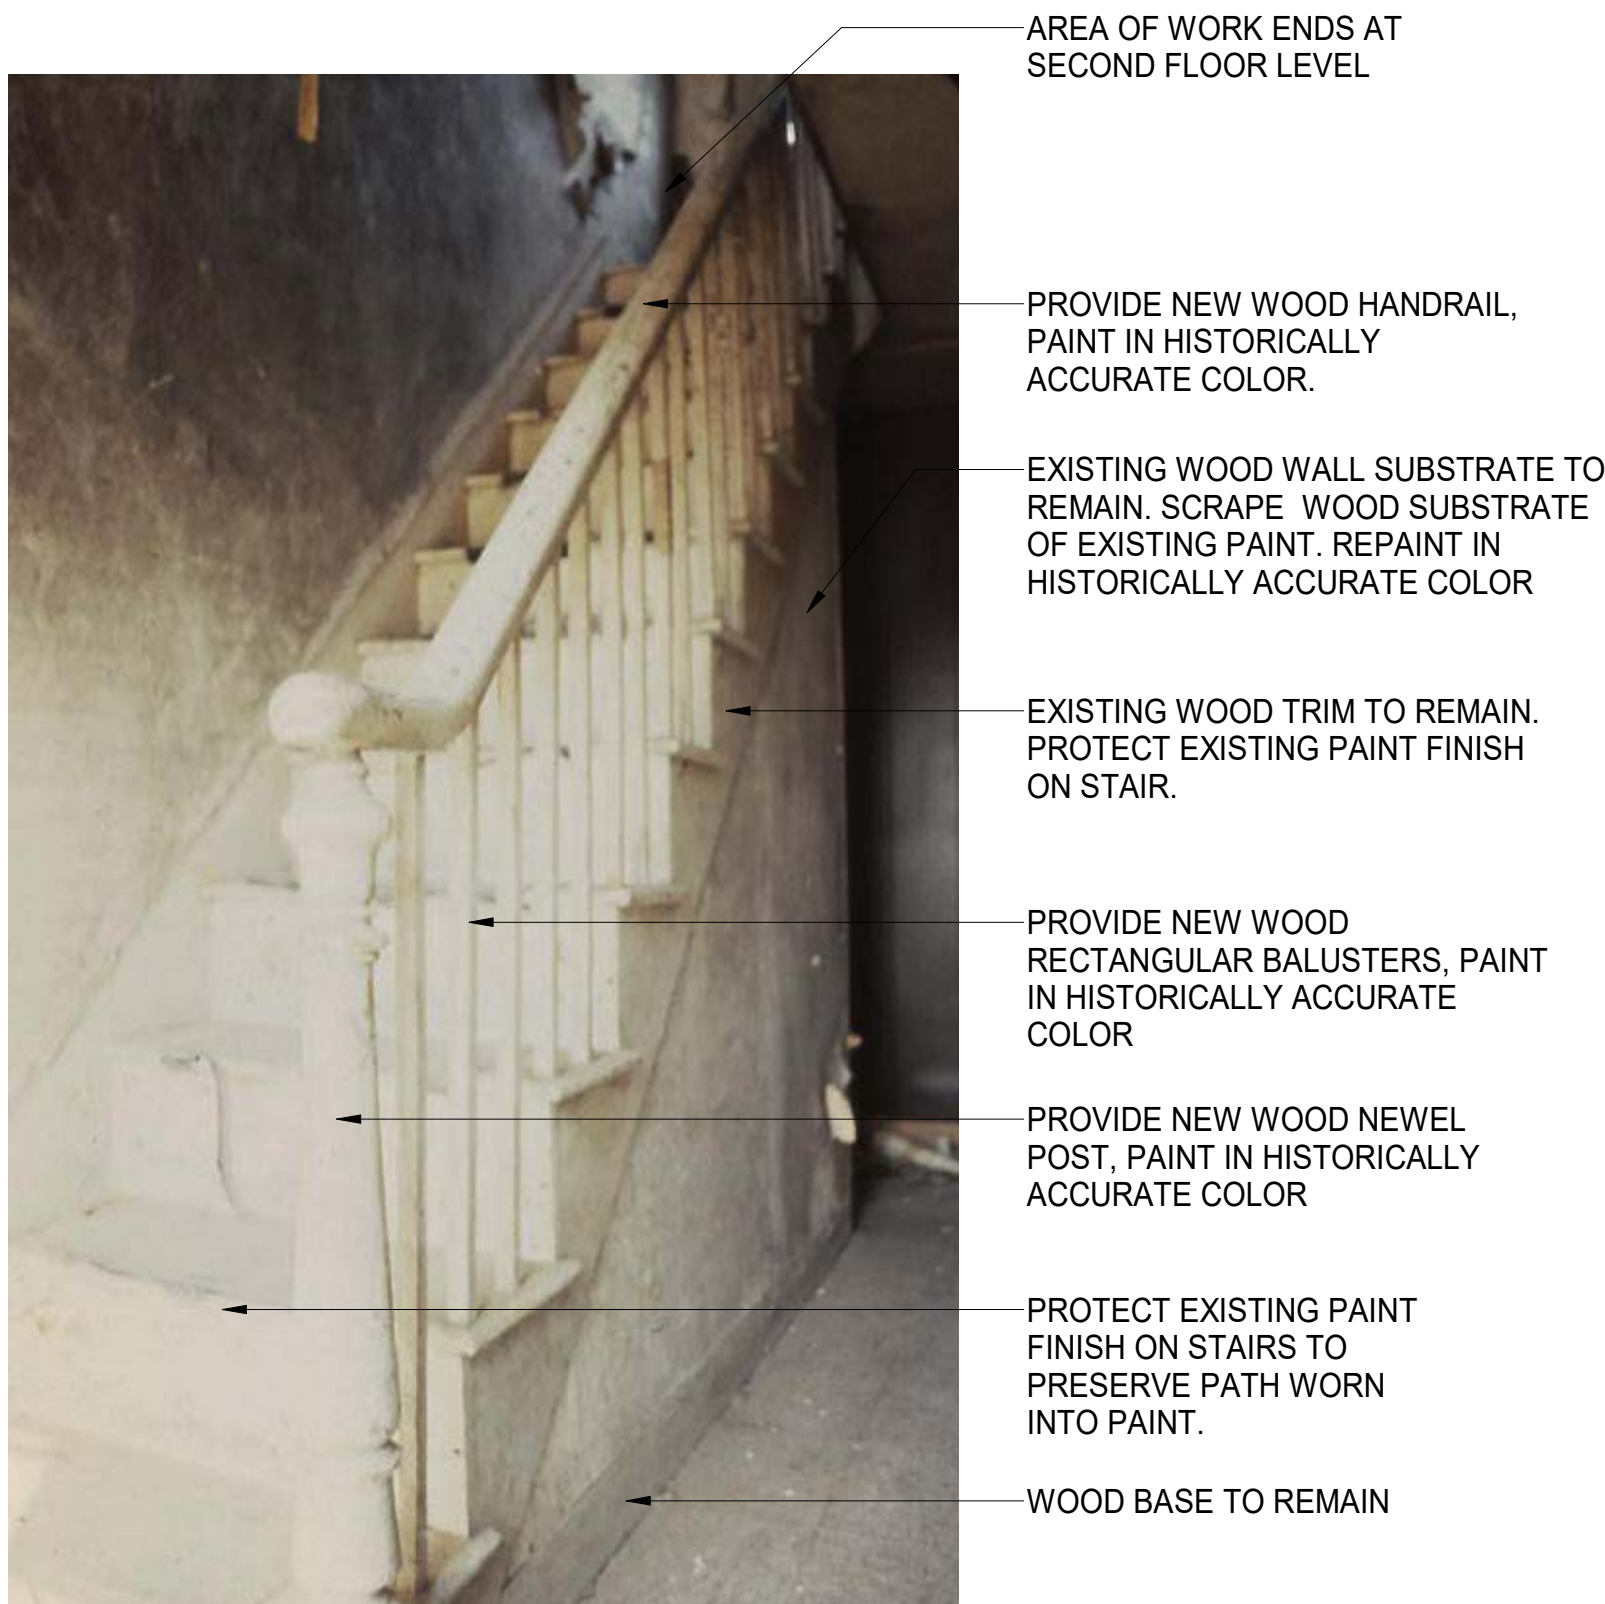 AREA OF WORK ENDS AT
SECOND FLOOR LEVEL
PROVIDE NEW WOOD HANDRAIL,
PAINT IN HISTORICALLY
ACCURATE COLOR.
EXISTING WOOD WALL SUBSTRATE TO
REMAIN. SCRAPE  WOOD SUBSTRATE
OF EXISTING PAINT. REPAINT IN
HISTORICALLY ACCURATE COLOR
EXISTING WOOD TRIM TO REMAIN.
PROTECT EXISTING PAINT FINISH
ON STAIR.
PROVIDE NEW WOOD
RECTANGULAR BALUSTERS, PAINT
IN HISTORICALLY ACCURATE
COLOR
PROVIDE NEW WOOD NEWEL
POST, PAINT IN HISTORICALLY
ACCURATE COLOR
PROTECT EXISTING PAINT
FINISH ON STAIRS TO
PRESERVE PATH WORN
INTO PAINT.
WOOD BASE TO REMAIN